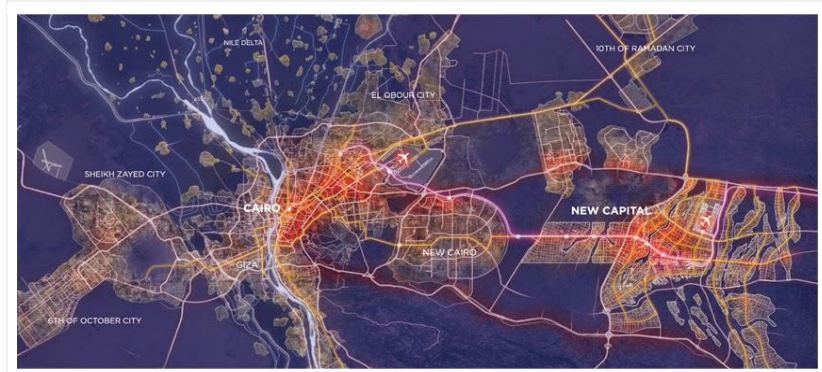 NILE DELTA
10TH OF RAMADAN CITY
EL OBOUR CITY
SHEIKH ZAYED CITY
CAIRO
NEW CAPITAL
NEW CAIRO
GIZA
6TH OF OCTOBER CITY